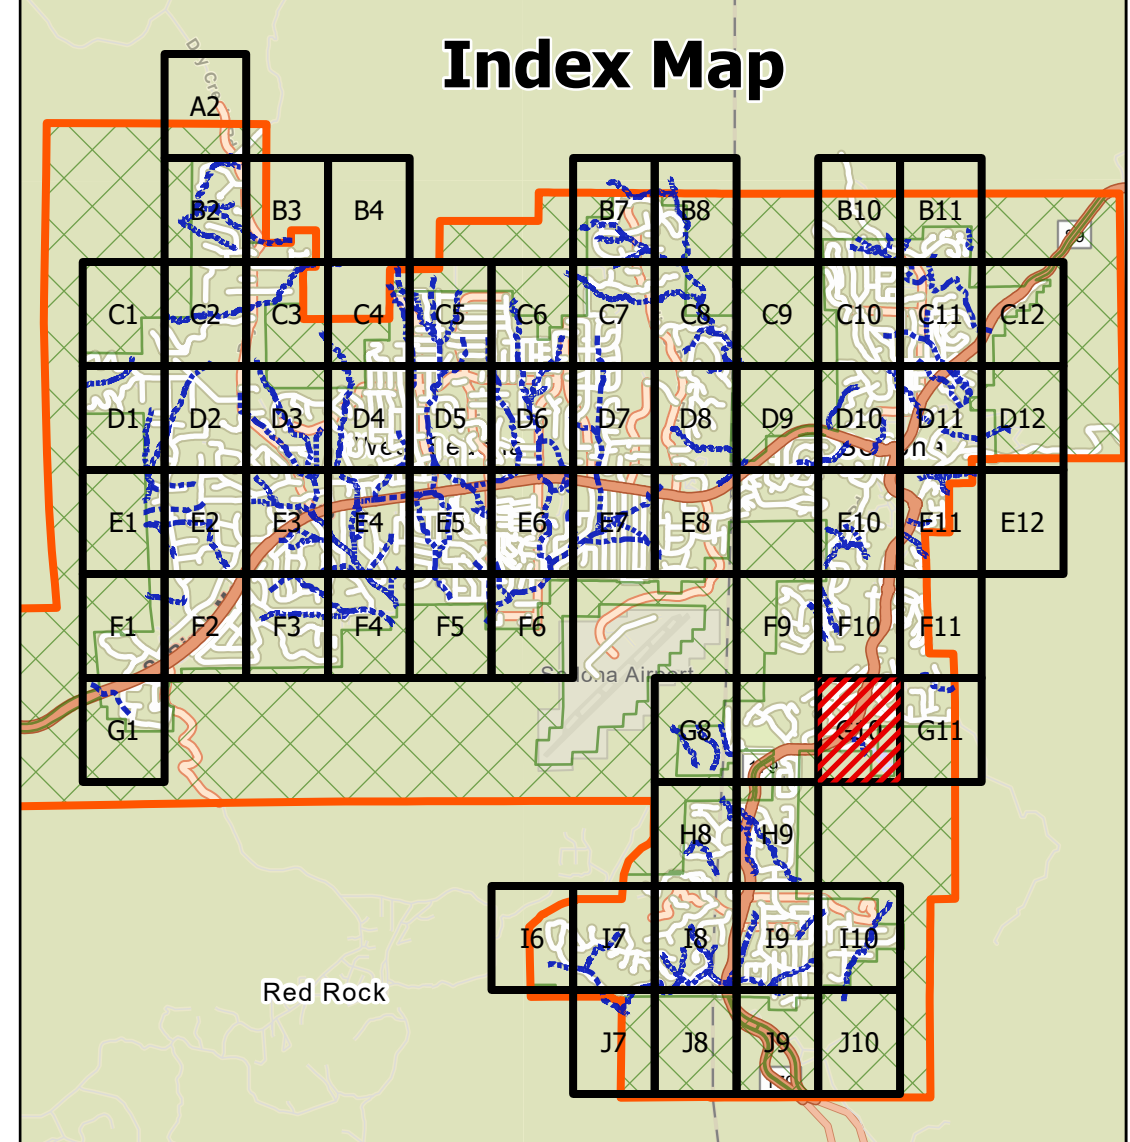 Index Map
A2
B2 B3 B4 B7 B8 B10 B11
C1 C2 C3 C4 C5 C6 C7 C8 C9 C10 C11 C12
D1 D2 D3 D4 D5 D6 D7 D8 D9 D10 D11 D12
E1 E2 E3 E4 E5 E6 E7 E8 E10 E11 E12
F1 F2 F3 F4 F5 F6 F9 F10 F11
Sedona Airport
G1 G8 G10 G11
H8 H9
I6 I7 I8 I9 I10
Red Rock
J7 J8 J9 J10